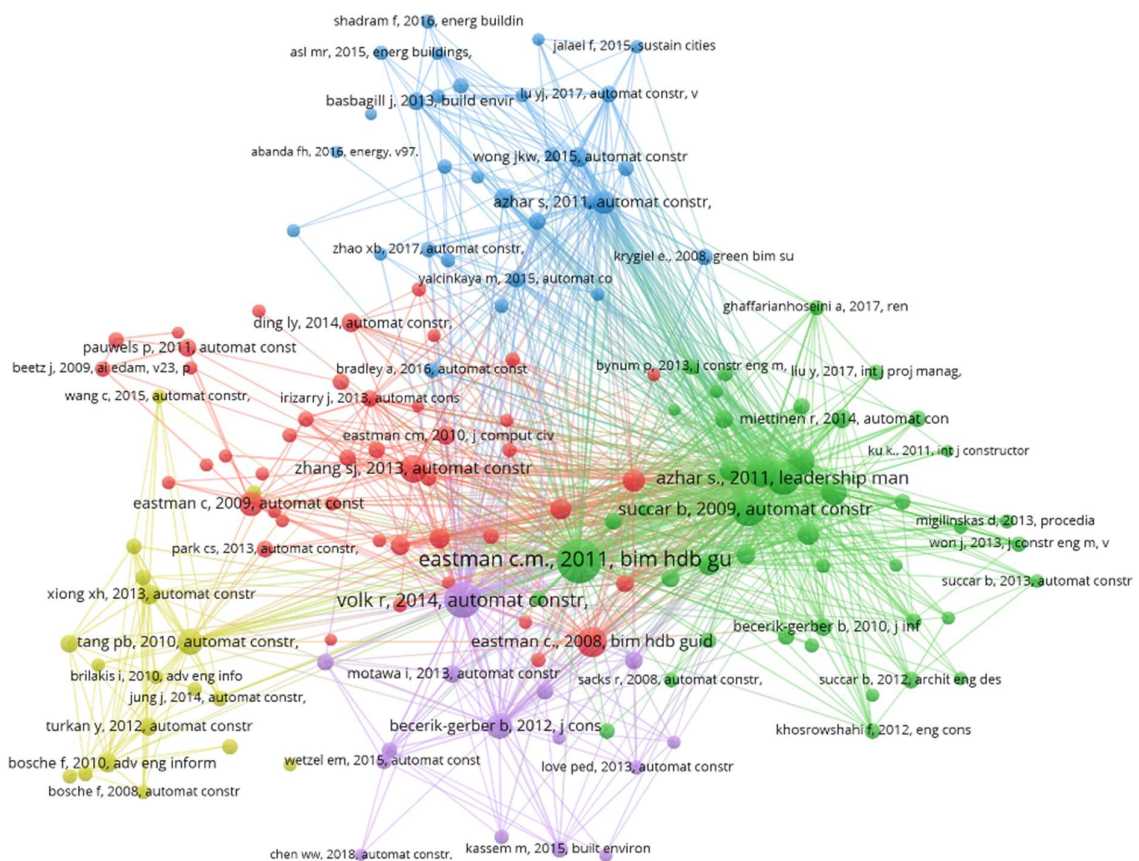 shadram f, 2016, energ buildin
jalaei f, 2015, sustain cities
asl mr, 2015, energ buildings,
basbagill j, 2013, build envir
lu yj, 2017, automat constr, v
abanda fh, 2016, energy. v97,
wong jkw, 2015, automat constr
azhar s, 2011, automat constr,
zhao xb, 2017, automat constr,
krygiel e., 2008, green bim su
yalcinkaya m, 2015, automat co
ghaffarianhoseini a, 2017, ren
ding ly, 2014, automat constr,
pauwels p, 2011, automat const
beetz j, 2009, ai edam, v23, p
bradley a, 2016, automat const
bynum p, 2013, j constr eng m,
liu y, 2017, int j proj manag,
wang c, 2015, automat constr,
irizarry j, 2013, automat cons
miettinen r, 2014, automat con
eastman cm, 2010, j comput civ
ku k., 2011, int j constructor
zhang sj, 2013, automat constr
azhar s., 2011, leadership man
eastman c, 2009, automat const
succar b, 2009, automat constr
migilinskas d, 2013, procedia
won j, 2013, j constr eng m, v
park cs, 2013, automat constr,
eastman c.m., 2011, bim hdb gu
succar b, 2013, automat constr
xiong xh, 2013, automat constr
volk r, 2014, automat constr,
becerik-gerber b, 2010, j inf
tang pb, 2010, automat constr,
eastman c., 2008, bim hdb guid
brilakis i, 2010, adv eng info
motawa i, 2013, automat constr
sacks r, 2008, automat constr,
succar b, 2012, archit eng des
jung j, 2014, automat constr,
turkan y, 2012, automat constr
becerik-gerber b, 2012, j cons
khosrowshahi f, 2012, eng cons
bosche f, 2010, adv eng inform
wetzel em, 2015, automat const
love ped, 2013, automat constr
bosche f, 2008, automat constr
chen ww, 2018, automat constr,
kassem m, 2015, built environ